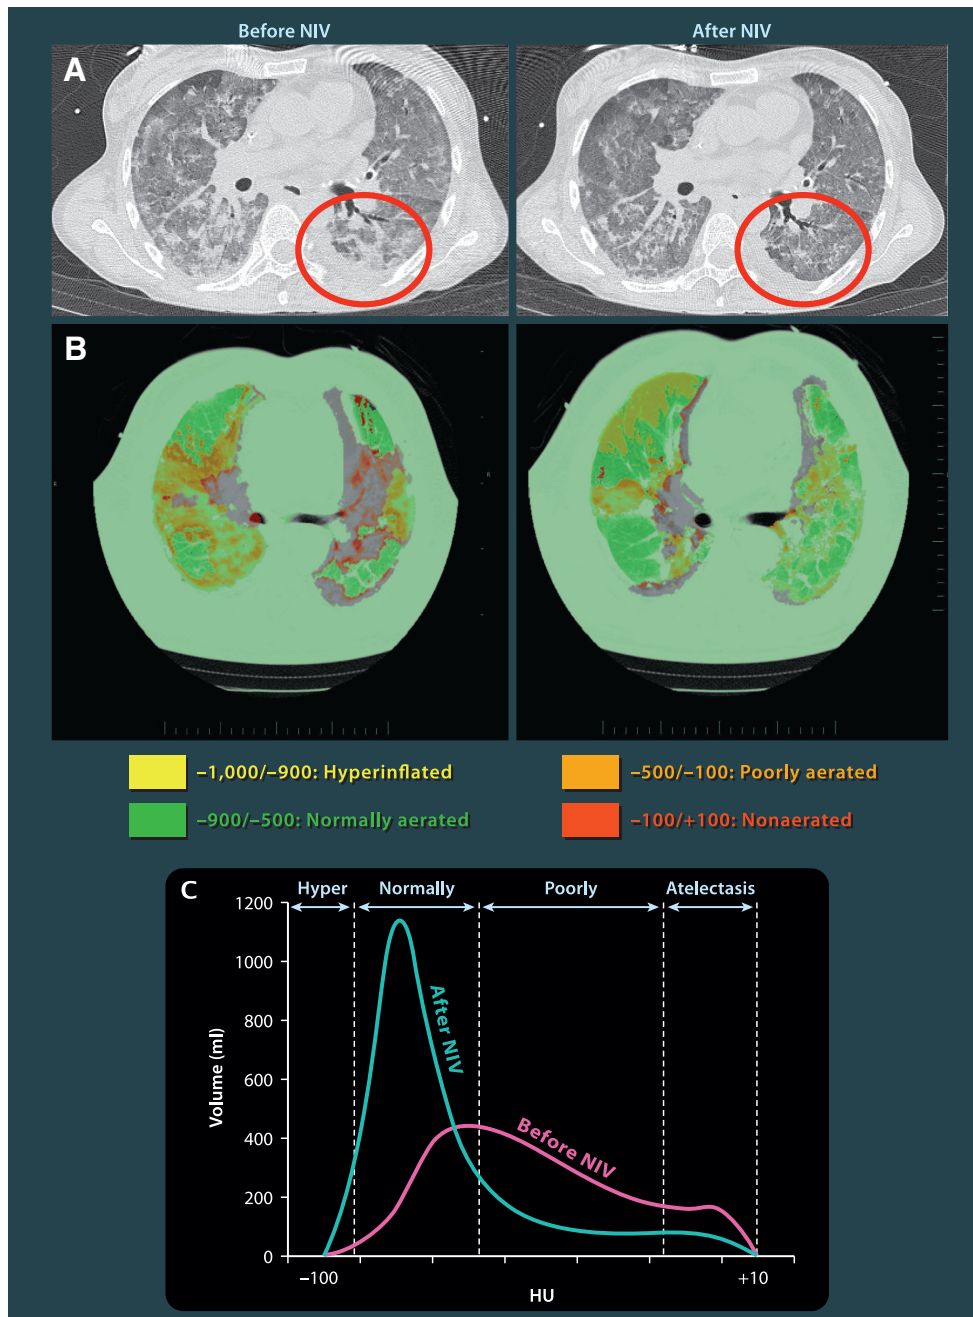 Before NIV
After NIV
A
B
–1,000/–900: Hyperinflated
–500/–100: Poorly aerated
–900/–500: Normally aerated
–100/+100: Nonaerated
C
Hyper
Normally
Poorly
Atelectasis
1200
1000
800
600
400
200
0
Volume (ml)
After NIV
Before NIV
–100
+10
HU